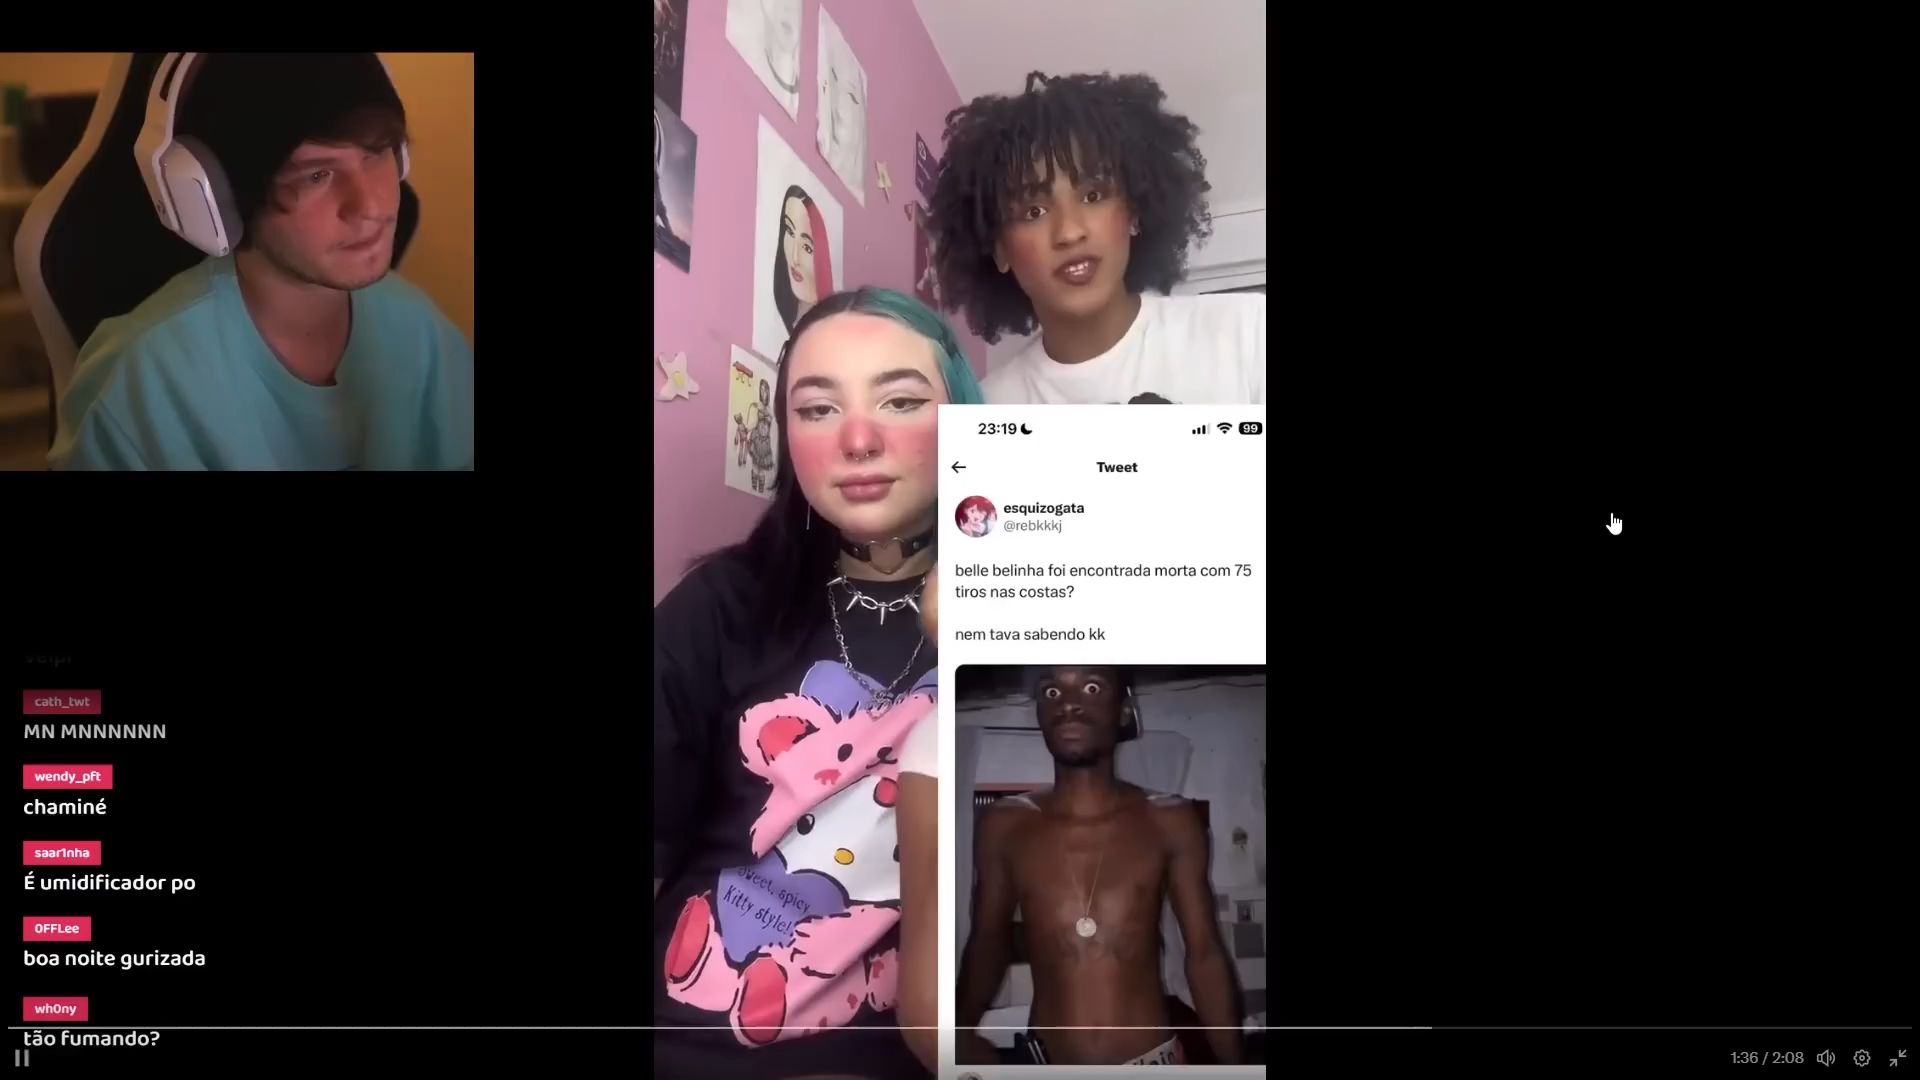 23:19
99
Tweet
esquizogata
@rebkkkj
belle belinha foi encontrada morta com 75
tiros nas costas?
nem tava sabendo kk
Sweet, spicy
Kitty style!
cath_twt
MN MNNNNNN
wendy_pft
chaminé
saar1nha
É umidificador po
0FFLee
boa noite gurizada
wh0ny
tão fumando?
1:36 / 2:08